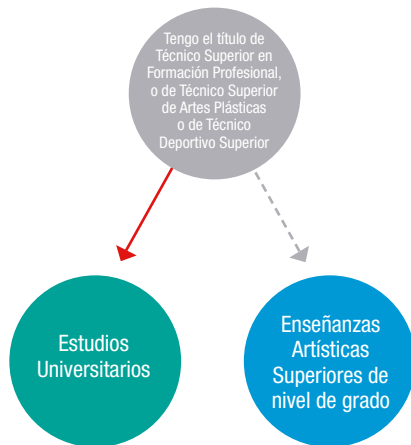 Tengo el título de
Técnico Superior en
Formación Profesional,
o de Técnico Superior
de Artes Plásticas
o de Técnico
Deportivo Superior
Estudios
Universitarios
Enseñanzas
Artísticas
Superiores de
nivel de grado